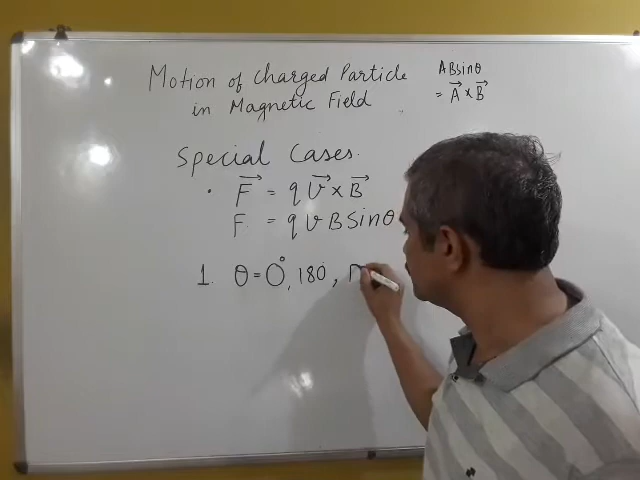 Motion of Charged Particle
in Magnetic Field
ABsinθ
= A⃗ × B⃗
Special Cases.
. F⃗ = q v⃗ × B⃗
F = q v B sinθ
1. θ = 0°, 180,